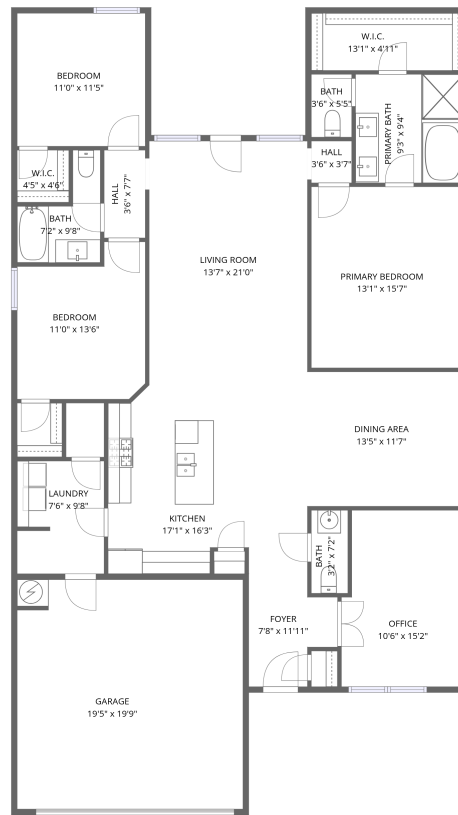 W.I.C.
13'1" x 4'11"
BEDROOM
11'0" x 11'5"
BATH
3'6" x 5'5"
PRIMARY BATH
9'3" x 9'4"
HALL
3'6" x 3'7"
W.I.C.
4'5" x 4'6"
HALL
3'6" x 7'7"
BATH
7'2" x 9'8"
LIVING ROOM
13'7" x 21'0"
PRIMARY BEDROOM
13'1" x 15'7"
BEDROOM
11'0" x 13'6"
DINING AREA
13'5" x 11'7"
LAUNDRY
7'6" x 9'8"
KITCHEN
17'1" x 16'3"
BATH
3'2" x 7'2"
FOYER
7'8" x 11'11"
OFFICE
10'6" x 15'2"
GARAGE
19'5" x 19'9"